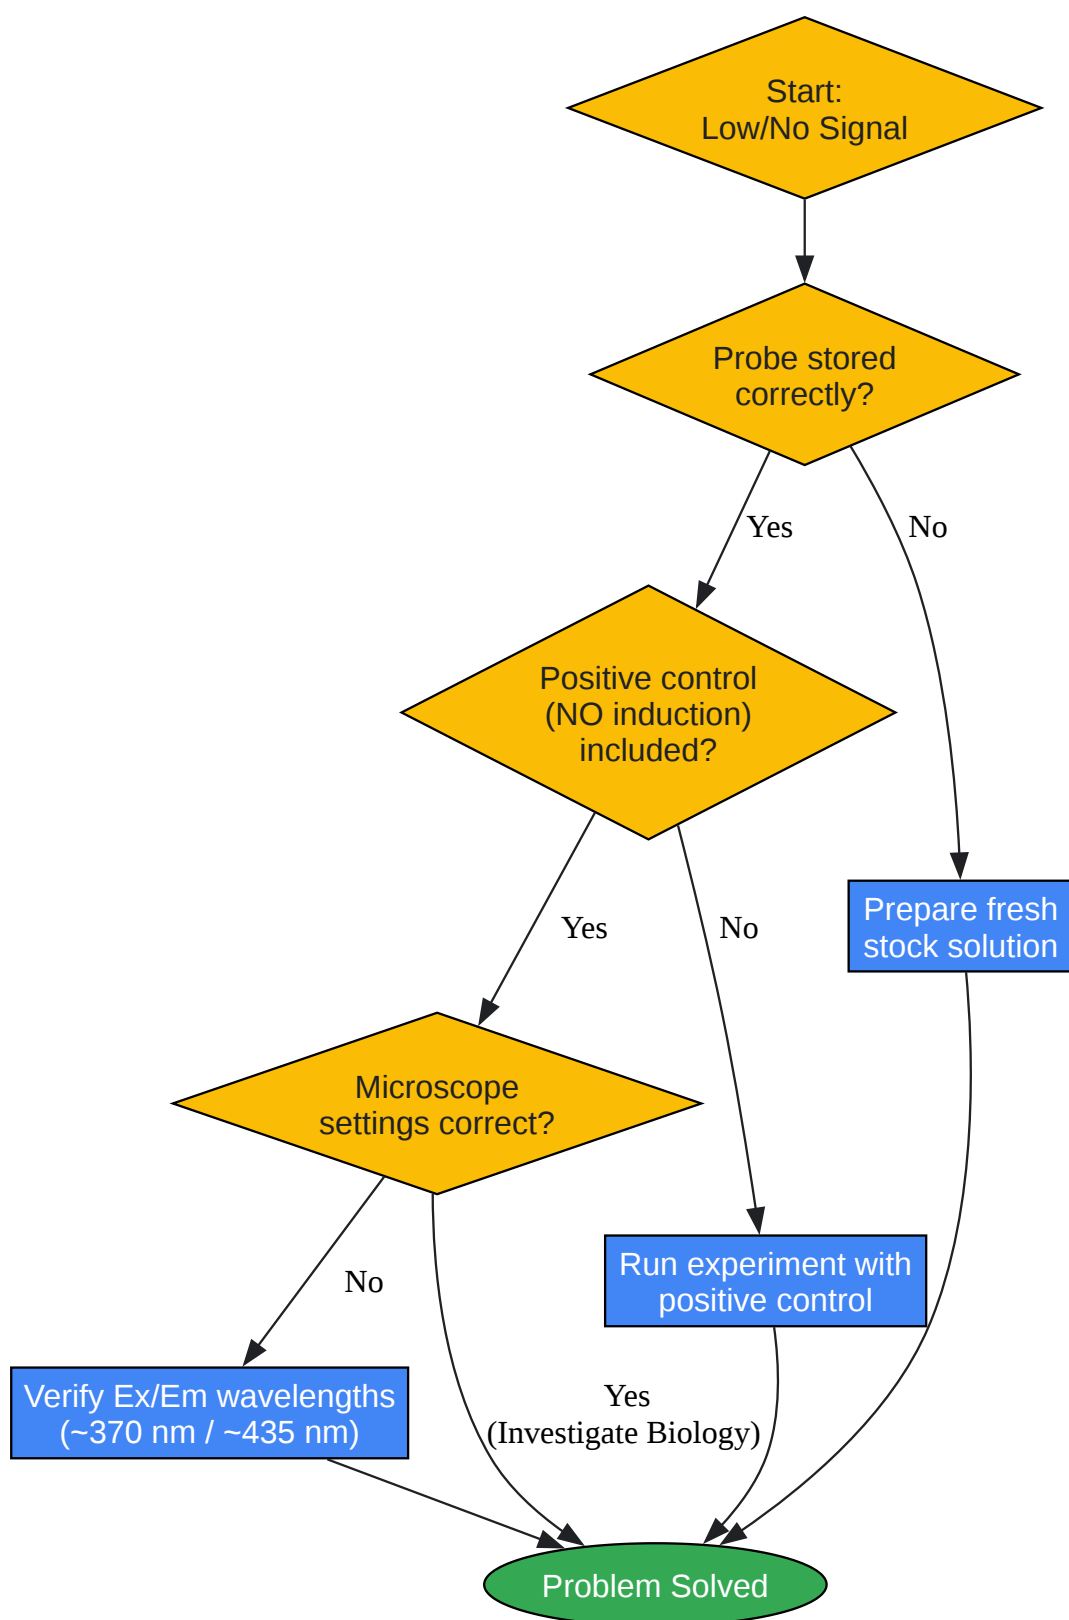 Start:
Low/No Signal
Probe stored
correctly?
Yes
No
Positive control
(NO induction)
included?
Prepare fresh
stock solution
Yes
No
Microscope
settings correct?
Run experiment with
positive control
No
Verify Ex/Em wavelengths
(~370 nm / ~435 nm)
Yes
(Investigate Biology)
Problem Solved